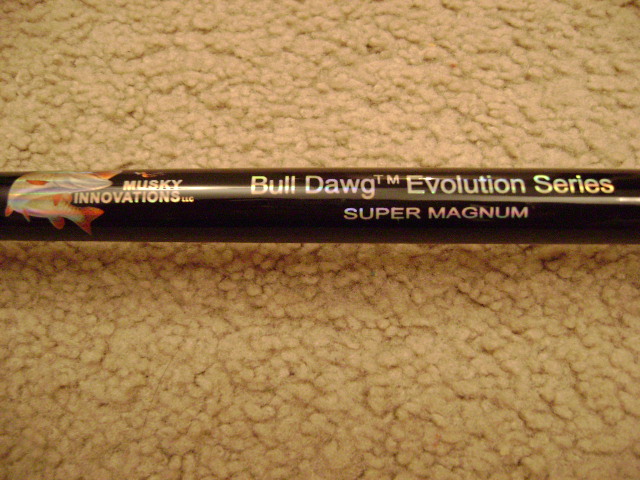 MUSKY
INNOVATIONS LLC
Bull Dawg™ Evolution Series
SUPER MAGNUM